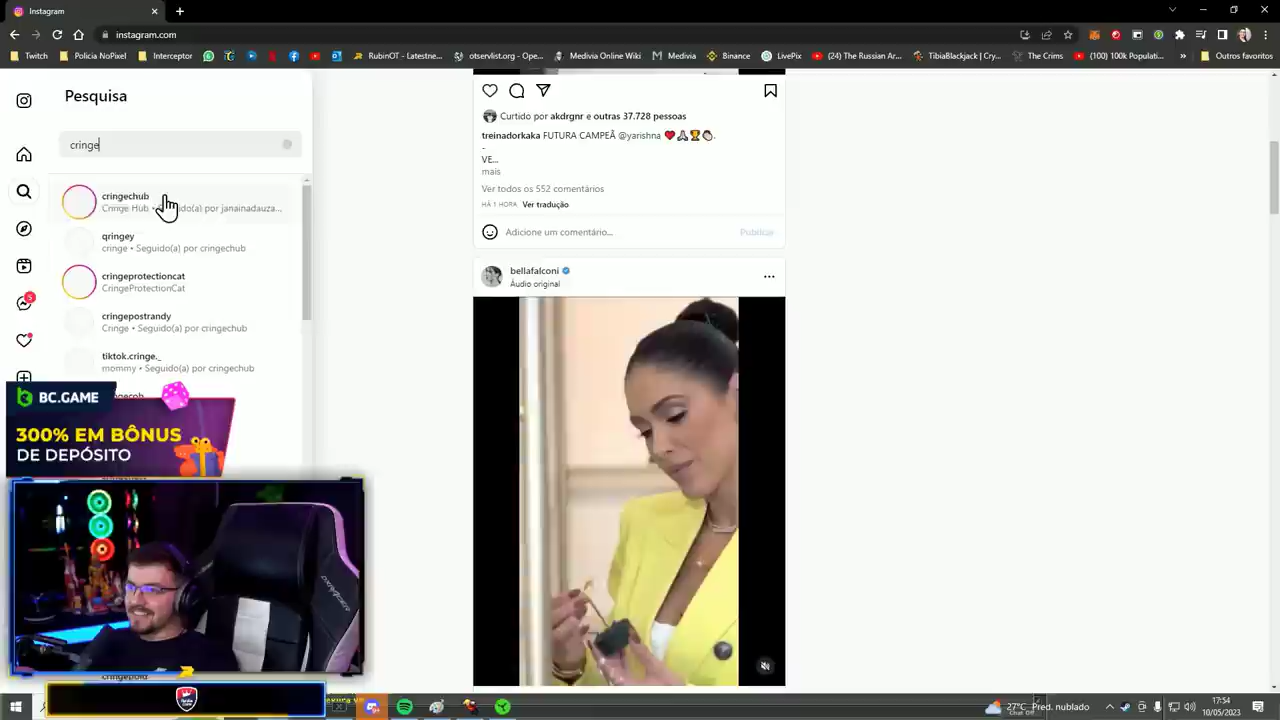 Instagram
instagram.com
Twitch
Policia NoPixel
Interceptor
RubinOT - Latestne...
otservlist.org - Ope...
Medivia Online Wiki
Medivia
Binance
LivePix
(24) The Russian Ar...
TibiaBlackjack | Cry...
The Crims
(100) 100k Populati...
Outros favoritos
Pesquisa
cringe
cringechub
Cringe Hub • Seguido(a) por janainadauza...
qringey
cringe • Seguido(a) por cringechub
cringeprotectioncat
CringeProtectionCat
cringepostrandy
Cringe • Seguido(a) por cringechub
tiktok.cringe._
mommy • Seguido(a) por cringechub
5
BC.GAME
300% EM BÔNUS
DE DEPÓSITO
Curtido por akdrgnr e outras 37.728 pessoas
treinadorkaka FUTURA CAMPEÃ @yarishna
-
VE...
mais
Ver todos os 552 comentários
HÁ 1 HORA Ver tradução
Adicione um comentário...
Publicar
bellafalconi
Áudio original
27°C Pred. nublado
17:54
10/05/2023